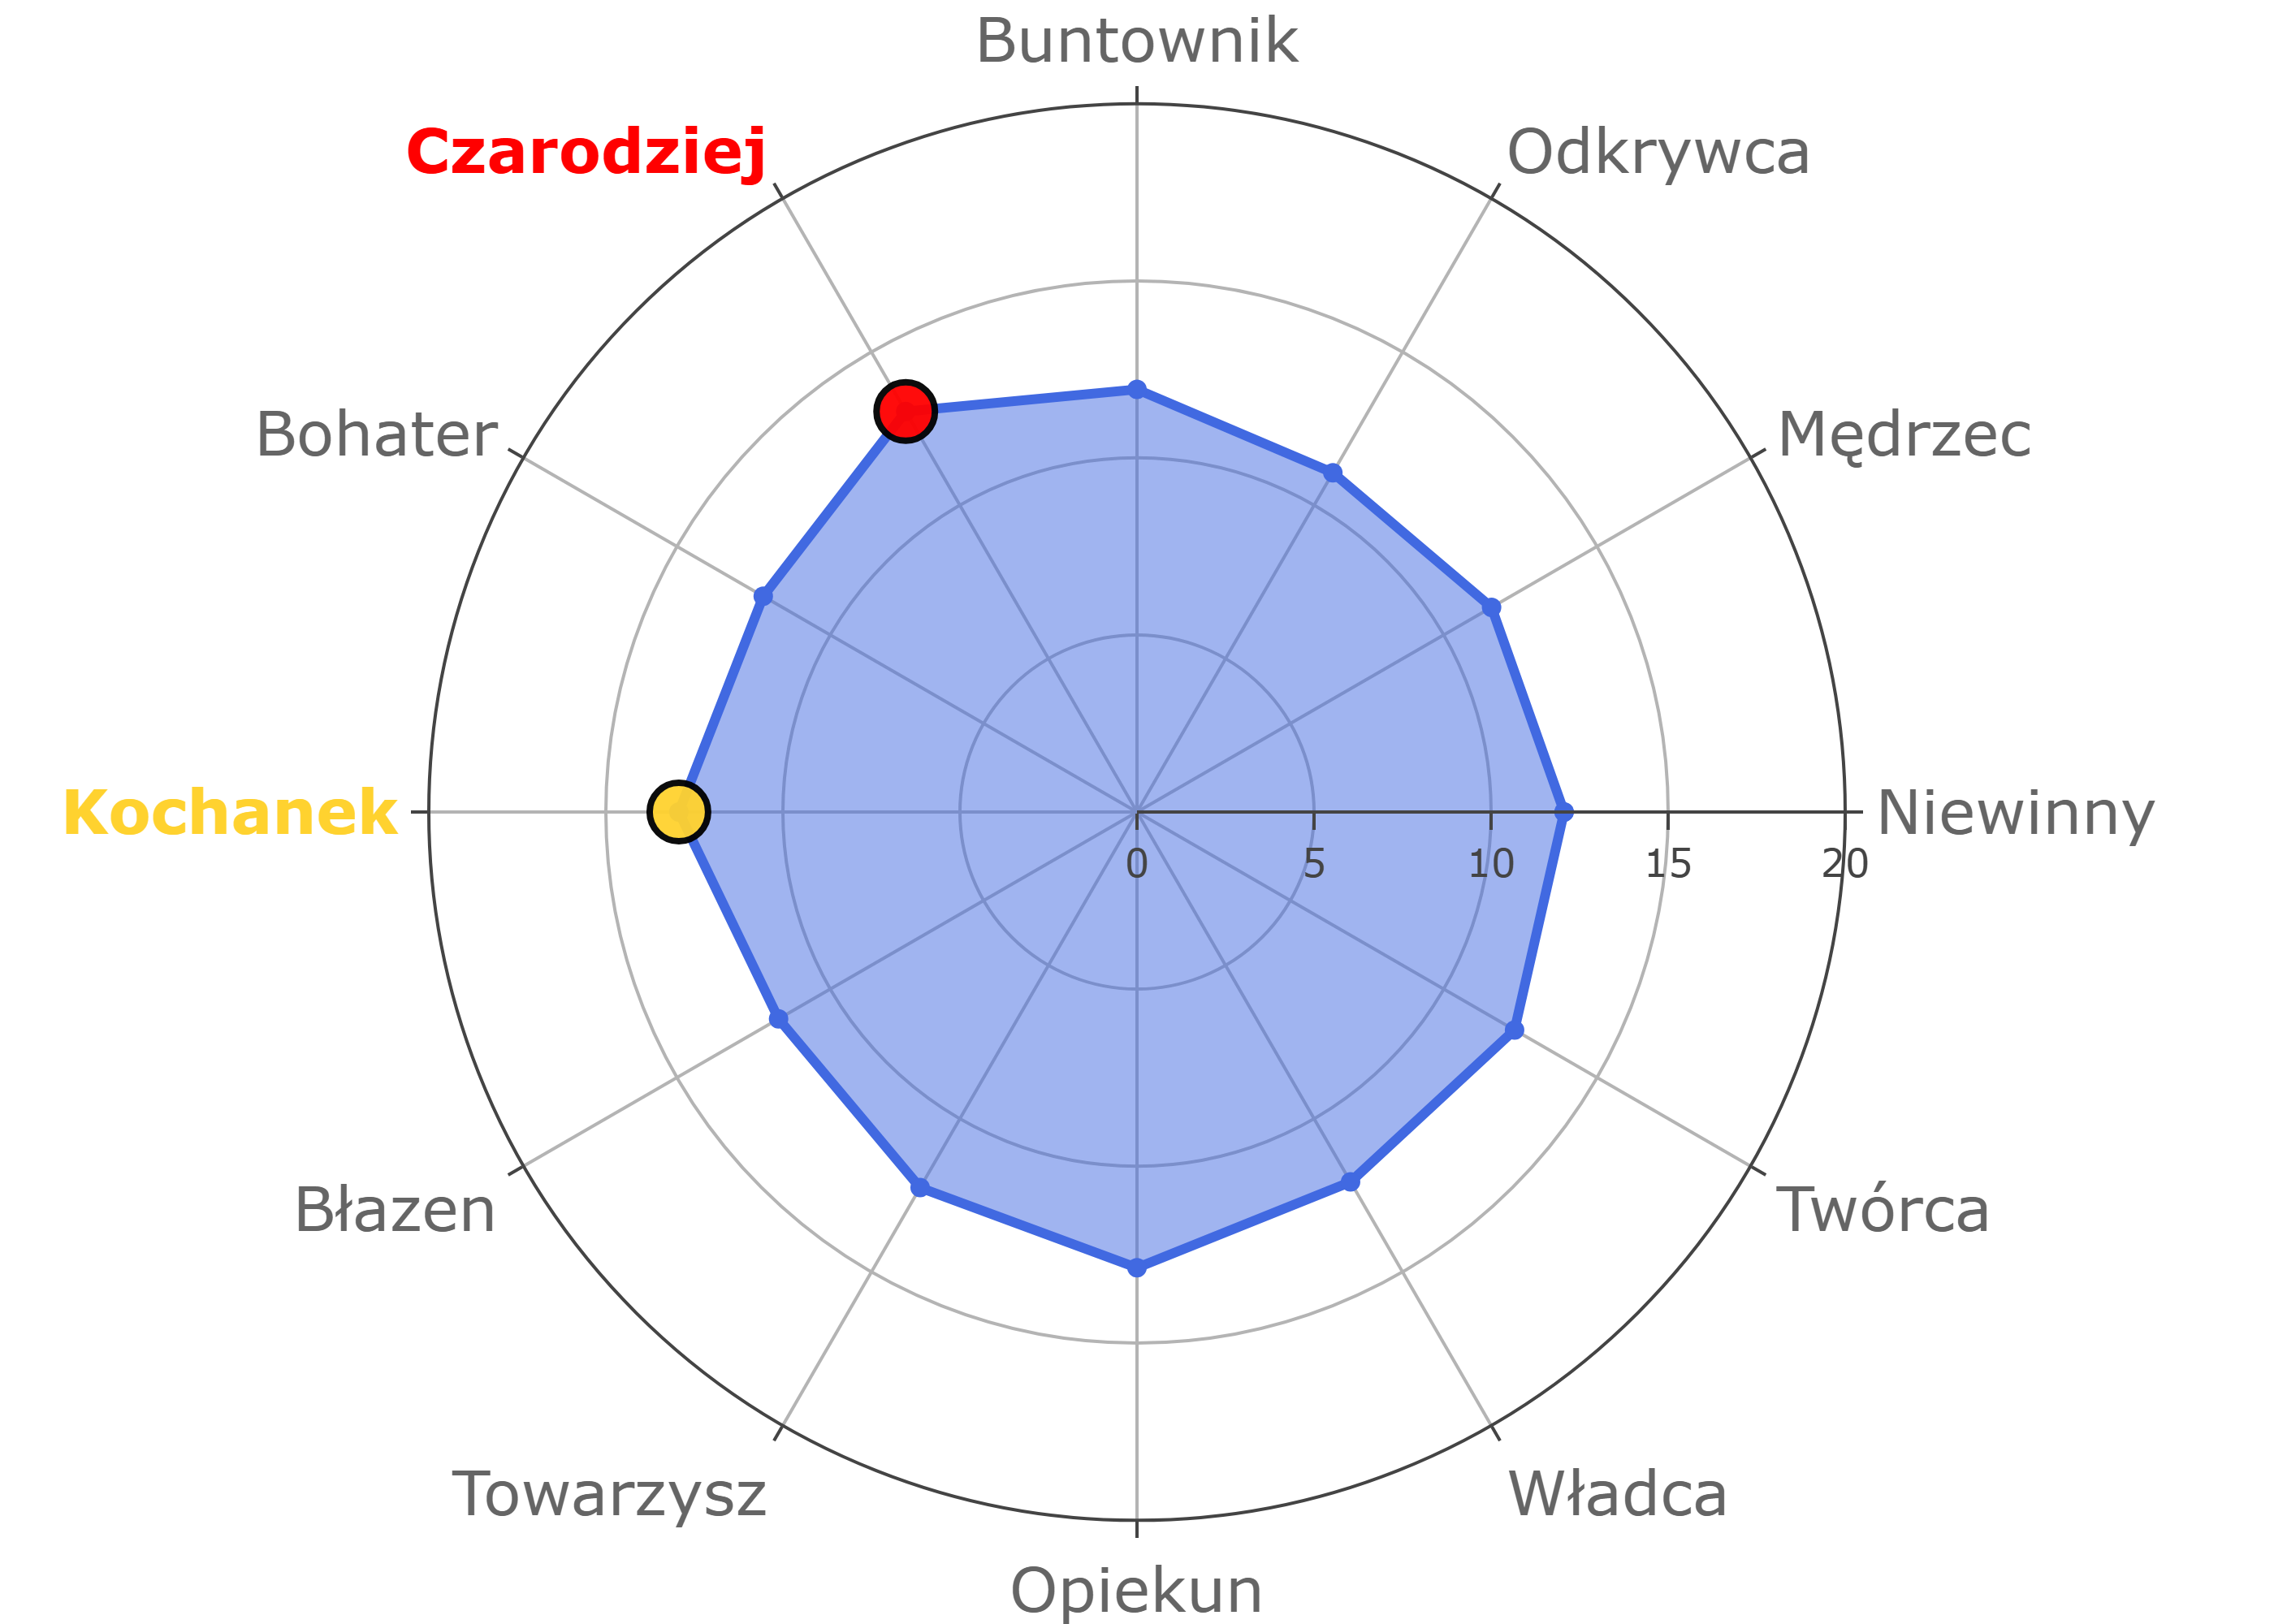 Buntownik
Czarodziej
Odkrywca
Bohater
Mędrzec
Kochanek
Niewinny
0 5 10 15 20
Błazen
Twórca
Towarzysz
Władca
Opiekun